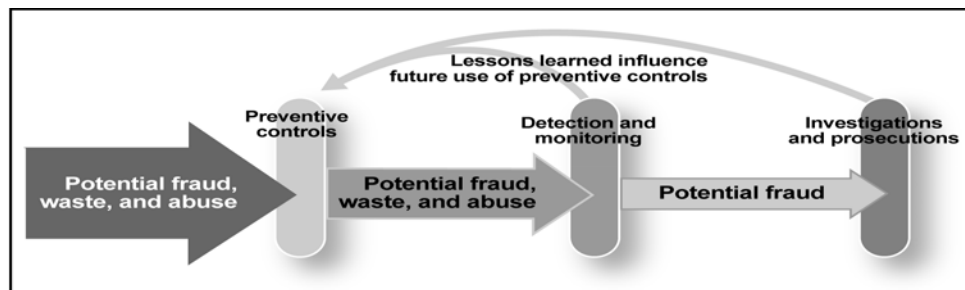 Lessons learned influence
future use of preventive controls
Preventive
controls
Detection and
monitoring
Investigations
and prosecutions
Potential fraud,
waste, and abuse
Potential fraud,
waste, and abuse
Potential fraud